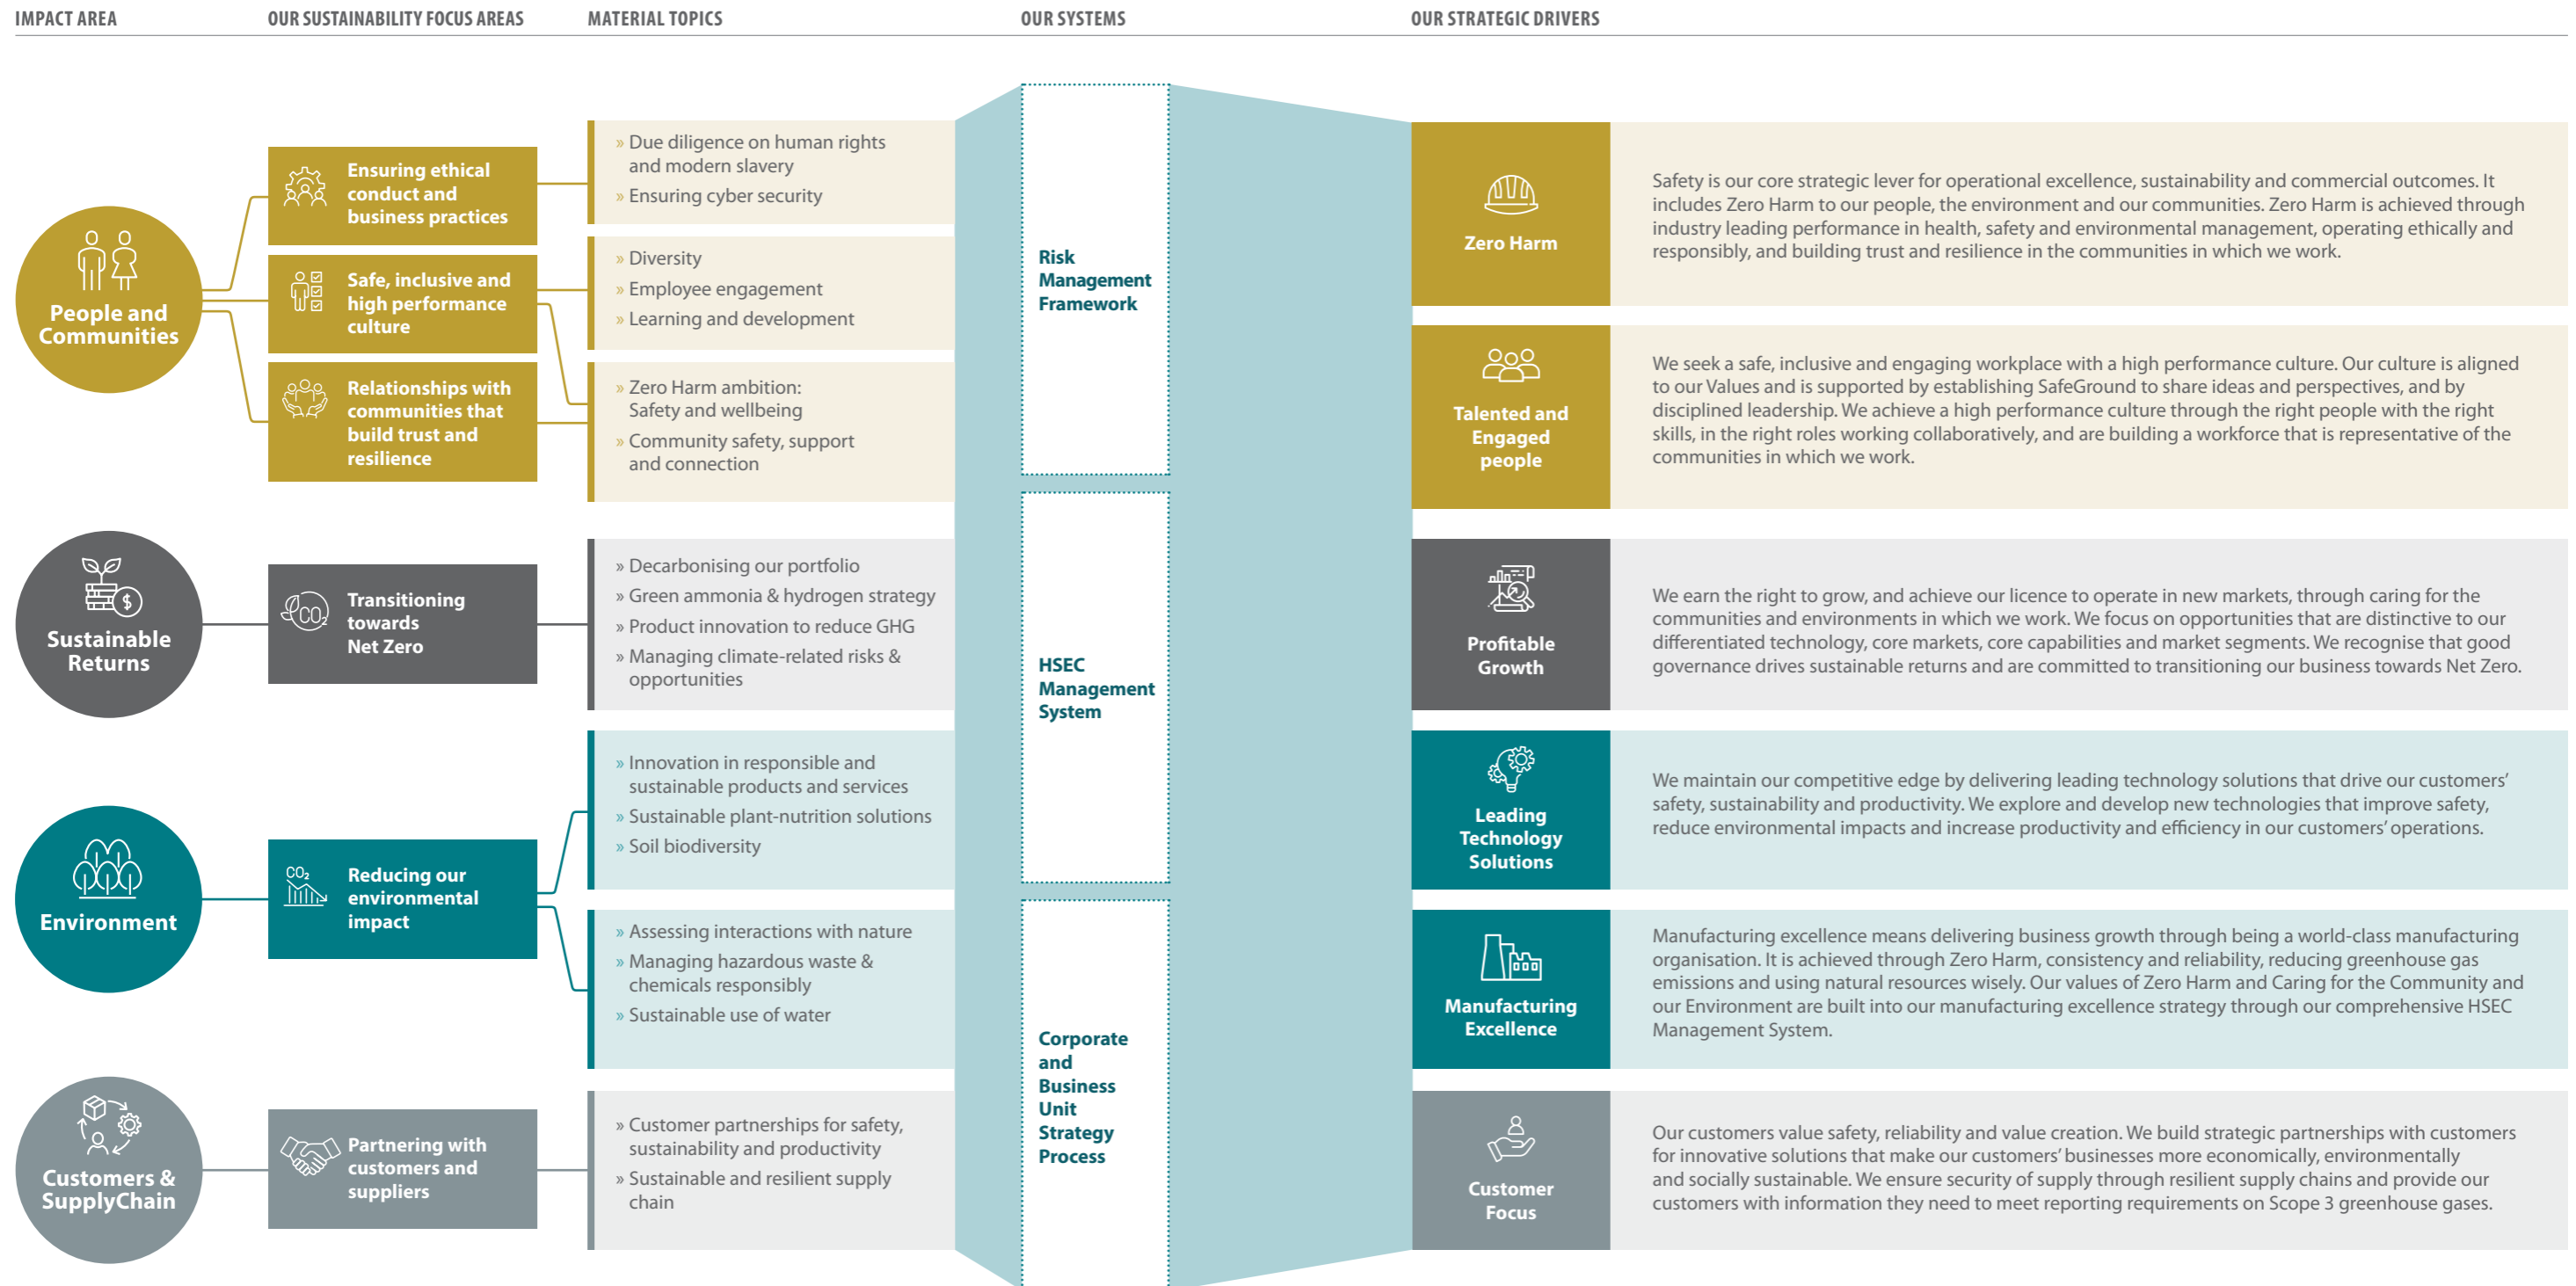 IMPACT AREA
OUR SUSTAINABILITY FOCUS AREAS
MATERIAL TOPICS
OUR SYSTEMS
OUR STRATEGIC DRIVERS
People and
Communities
Ensuring ethical
conduct and
business practices
Safe, inclusive and
high performance
culture
Relationships with
communities that
build trust and
resilience
» Due diligence on human rights
and modern slavery
» Ensuring cyber security
» Diversity
» Employee engagement
» Learning and development
» Zero Harm ambition:
Safety and wellbeing
» Community safety, support
and connection
Sustainable
Returns
CO₂
Transitioning
towards
Net Zero
» Decarbonising our portfolio
» Green ammonia & hydrogen strategy
» Product innovation to reduce GHG
» Managing climate-related risks &
opportunities
Environment
CO₂
Reducing our
environmental
impact
» Innovation in responsible and
sustainable products and services
» Sustainable plant-nutrition solutions
» Soil biodiversity
» Assessing interactions with nature
» Managing hazardous waste &
chemicals responsibly
» Sustainable use of water
Customers &
SupplyChain
Partnering with
customers and
suppliers
» Customer partnerships for safety,
sustainability and productivity
» Sustainable and resilient supply
chain
Risk
Management
Framework
HSEC
Management
System
Corporate
and
Business
Unit
Strategy
Process
Zero Harm
Safety is our core strategic lever for operational excellence, sustainability and commercial outcomes. It
includes Zero Harm to our people, the environment and our communities. Zero Harm is achieved through
industry leading performance in health, safety and environmental management, operating ethically and
responsibly, and building trust and resilience in the communities in which we work.
Talented and
Engaged
people
We seek a safe, inclusive and engaging workplace with a high performance culture. Our culture is aligned
to our Values and is supported by establishing SafeGround to share ideas and perspectives, and by
disciplined leadership. We achieve a high performance culture through the right people with the right
skills, in the right roles working collaboratively, and are building a workforce that is representative of the
communities in which we work.
Profitable
Growth
We earn the right to grow, and achieve our licence to operate in new markets, through caring for the
communities and environments in which we work. We focus on opportunities that are distinctive to our
differentiated technology, core markets, core capabilities and market segments. We recognise that good
governance drives sustainable returns and are committed to transitioning our business towards Net Zero.
Leading
Technology
Solutions
We maintain our competitive edge by delivering leading technology solutions that drive our customers'
safety, sustainability and productivity. We explore and develop new technologies that improve safety,
reduce environmental impacts and increase productivity and efficiency in our customers' operations.
Manufacturing
Excellence
Manufacturing excellence means delivering business growth through being a world-class manufacturing
organisation. It is achieved through Zero Harm, consistency and reliability, reducing greenhouse gas
emissions and using natural resources wisely. Our values of Zero Harm and Caring for the Community and
our Environment are built into our manufacturing excellence strategy through our comprehensive HSEC
Management System.
Customer
Focus
Our customers value safety, reliability and value creation. We build strategic partnerships with customers
for innovative solutions that make our customers' businesses more economically, environmentally
and socially sustainable. We ensure security of supply through resilient supply chains and provide our
customers with information they need to meet reporting requirements on Scope 3 greenhouse gases.